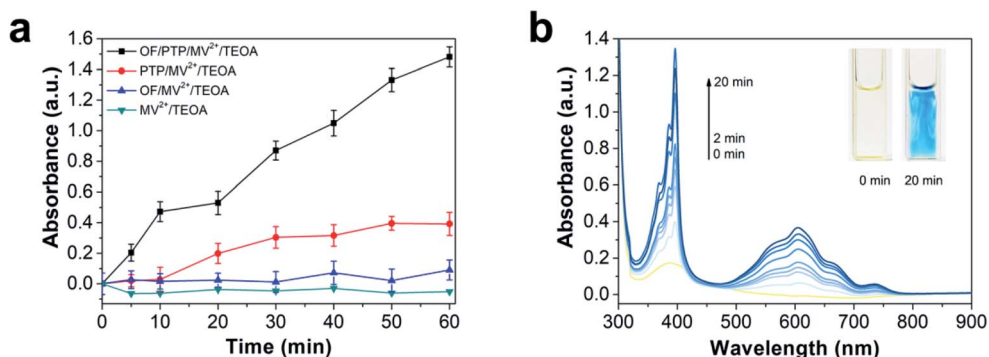 a
Absorbance (a.u.)
1.6
1.4
1.2
1.0
0.8
0.6
0.4
0.2
0.0
OF/PTP/MV²⁺/TEOA
PTP/MV²⁺/TEOA
OF/MV²⁺/TEOA
MV²⁺/TEOA
0 10 20 30 40 50 60
Time (min)
b
Absorbance (a.u.)
1.4
1.2
1.0
0.8
0.6
0.4
0.2
0.0
20 min
2 min
0 min
0 min 20 min
300 400 500 600 700 800 900
Wavelength (nm)